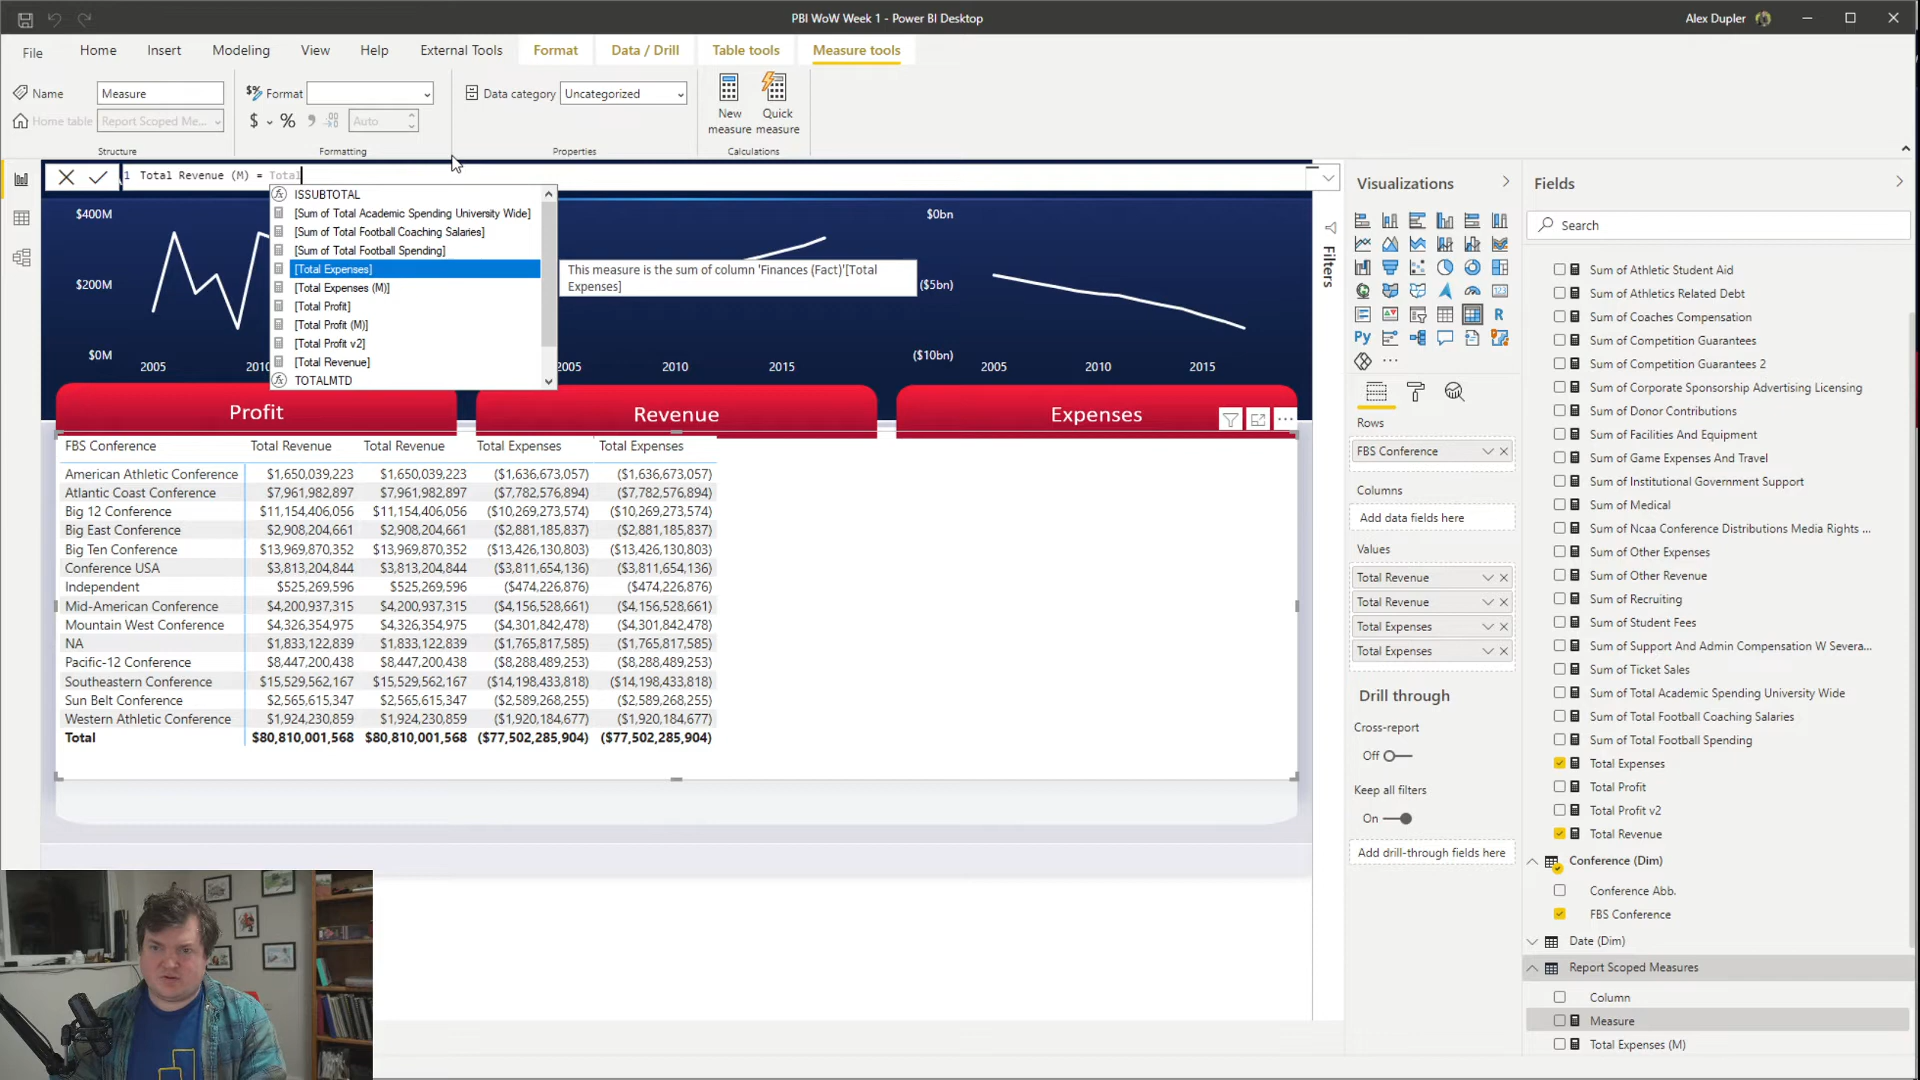 PBI WoW Week 1 - Power BI Desktop
Alex Dupler
File
Home
Insert
Modeling
View
Help
External Tools
Format
Data / Drill
Table tools
Measure tools
Name
Measure
Home table
Report Scoped Me...
Structure
Format
$
%
Auto
Formatting
Data category
Uncategorized
Properties
New measure
Quick measure
Calculations
1 Total Revenue (M) = Total
ISSUBTOTAL
[Sum of Total Academic Spending University Wide]
[Sum of Total Football Coaching Salaries]
[Sum of Total Football Spending]
[Total Expenses]
[Total Expenses (M)]
[Total Profit]
[Total Profit (M)]
[Total Profit v2]
[Total Revenue]
TOTALMTD
This measure is the sum of column 'Finances (Fact)'[Total
Expenses]
$400M
$200M
$0M
2005
2010
2005
2010
2015
$0bn
($5bn)
($10bn)
2005
2010
2015
Profit
Revenue
Expenses
FBS Conference Total Revenue Total Revenue Total Expenses Total Expenses
American Athletic Conference $1,650,039,223 $1,650,039,223 ($1,636,673,057) ($1,636,673,057)
Atlantic Coast Conference $7,961,982,897 $7,961,982,897 ($7,782,576,894) ($7,782,576,894)
Big 12 Conference $11,154,406,056 $11,154,406,056 ($10,269,273,574) ($10,269,273,574)
Big East Conference $2,908,204,661 $2,908,204,661 ($2,881,185,837) ($2,881,185,837)
Big Ten Conference $13,969,870,352 $13,969,870,352 ($13,426,130,803) ($13,426,130,803)
Conference USA $3,813,204,844 $3,813,204,844 ($3,811,654,136) ($3,811,654,136)
Independent $525,269,596 $525,269,596 ($474,226,876) ($474,226,876)
Mid-American Conference $4,200,937,315 $4,200,937,315 ($4,156,528,661) ($4,156,528,661)
Mountain West Conference $4,326,354,975 $4,326,354,975 ($4,301,842,478) ($4,301,842,478)
NA $1,833,122,839 $1,833,122,839 ($1,765,817,585) ($1,765,817,585)
Pacific-12 Conference $8,447,200,438 $8,447,200,438 ($8,288,489,253) ($8,288,489,253)
Southeastern Conference $15,529,562,167 $15,529,562,167 ($14,198,433,818) ($14,198,433,818)
Sun Belt Conference $2,565,615,347 $2,565,615,347 ($2,589,268,255) ($2,589,268,255)
Western Athletic Conference $1,924,230,859 $1,924,230,859 ($1,920,184,677) ($1,920,184,677)
Total $80,810,001,568 $80,810,001,568 ($77,502,285,904) ($77,502,285,904)
Filters
Visualizations
R
Py
Rows
FBS Conference
Columns
Add data fields here
Values
Total Revenue
Total Revenue
Total Expenses
Total Expenses
Drill through
Cross-report
Off
Keep all filters
On
Add drill-through fields here
Fields
Search
Sum of Athletic Student Aid
Sum of Athletics Related Debt
Sum of Coaches Compensation
Sum of Competition Guarantees
Sum of Competition Guarantees 2
Sum of Corporate Sponsorship Advertising Licensing
Sum of Donor Contributions
Sum of Facilities And Equipment
Sum of Game Expenses And Travel
Sum of Institutional Government Support
Sum of Medical
Sum of Ncaa Conference Distributions Media Rights ...
Sum of Other Expenses
Sum of Other Revenue
Sum of Recruiting
Sum of Student Fees
Sum of Support And Admin Compensation W Severa...
Sum of Ticket Sales
Sum of Total Academic Spending University Wide
Sum of Total Football Coaching Salaries
Sum of Total Football Spending
Total Expenses
Total Profit
Total Profit v2
Total Revenue
Conference (Dim)
Conference Abb.
FBS Conference
Date (Dim)
Report Scoped Measures
Column
Measure
Total Expenses (M)